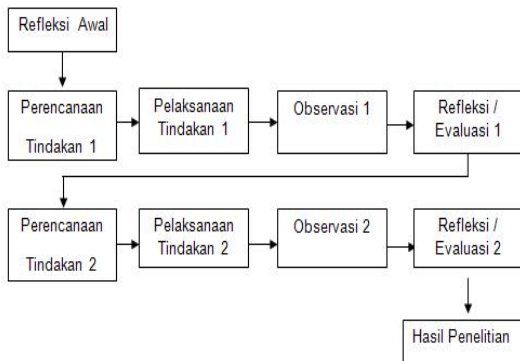 Refleksi Awal
Perencanaan
Tindakan 1
Pelaksanaan
Tindakan 1
Observasi 1
Refleksi /
Evaluasi 1
Perencanaan
Tindakan 2
Pelaksanaan
Tindakan 2
Observasi 2
Refleksi /
Evaluasi 2
Hasil Penelitian